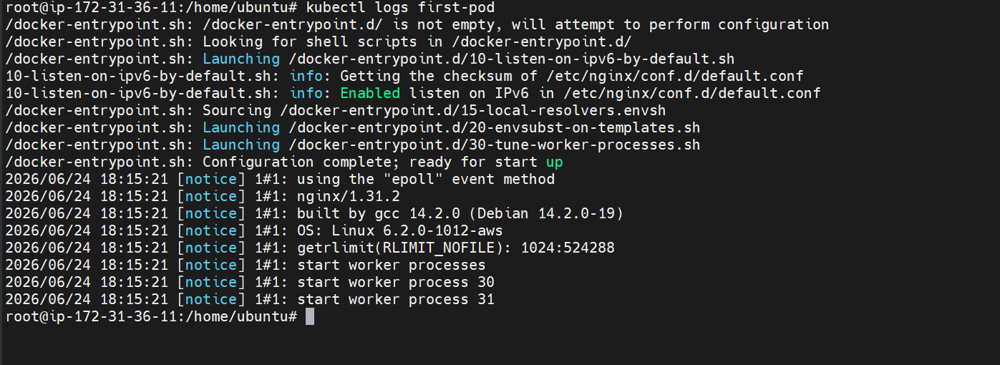 root@ip-172-31-36-11:/home/ubuntu# kubectl logs first-pod
/docker-entrypoint.sh: /docker-entrypoint.d/ is not empty, will attempt to perform configuration
/docker-entrypoint.sh: Looking for shell scripts in /docker-entrypoint.d/
/docker-entrypoint.sh: Launching /docker-entrypoint.d/10-listen-on-ipv6-by-default.sh
10-listen-on-ipv6-by-default.sh: info: Getting the checksum of /etc/nginx/conf.d/default.conf
10-listen-on-ipv6-by-default.sh: info: Enabled listen on IPv6 in /etc/nginx/conf.d/default.conf
/docker-entrypoint.sh: Sourcing /docker-entrypoint.d/15-local-resolvers.envsh
/docker-entrypoint.sh: Launching /docker-entrypoint.d/20-envsubst-on-templates.sh
/docker-entrypoint.sh: Launching /docker-entrypoint.d/30-tune-worker-processes.sh
/docker-entrypoint.sh: Configuration complete; ready for start up
2026/06/24 18:15:21 [notice] 1#1: using the "epoll" event method
2026/06/24 18:15:21 [notice] 1#1: nginx/1.31.2
2026/06/24 18:15:21 [notice] 1#1: built by gcc 14.2.0 (Debian 14.2.0-19)
2026/06/24 18:15:21 [notice] 1#1: OS: Linux 6.2.0-1012-aws
2026/06/24 18:15:21 [notice] 1#1: getrlimit(RLIMIT_NOFILE): 1024:524288
2026/06/24 18:15:21 [notice] 1#1: start worker processes
2026/06/24 18:15:21 [notice] 1#1: start worker process 30
2026/06/24 18:15:21 [notice] 1#1: start worker process 31
root@ip-172-31-36-11:/home/ubuntu#